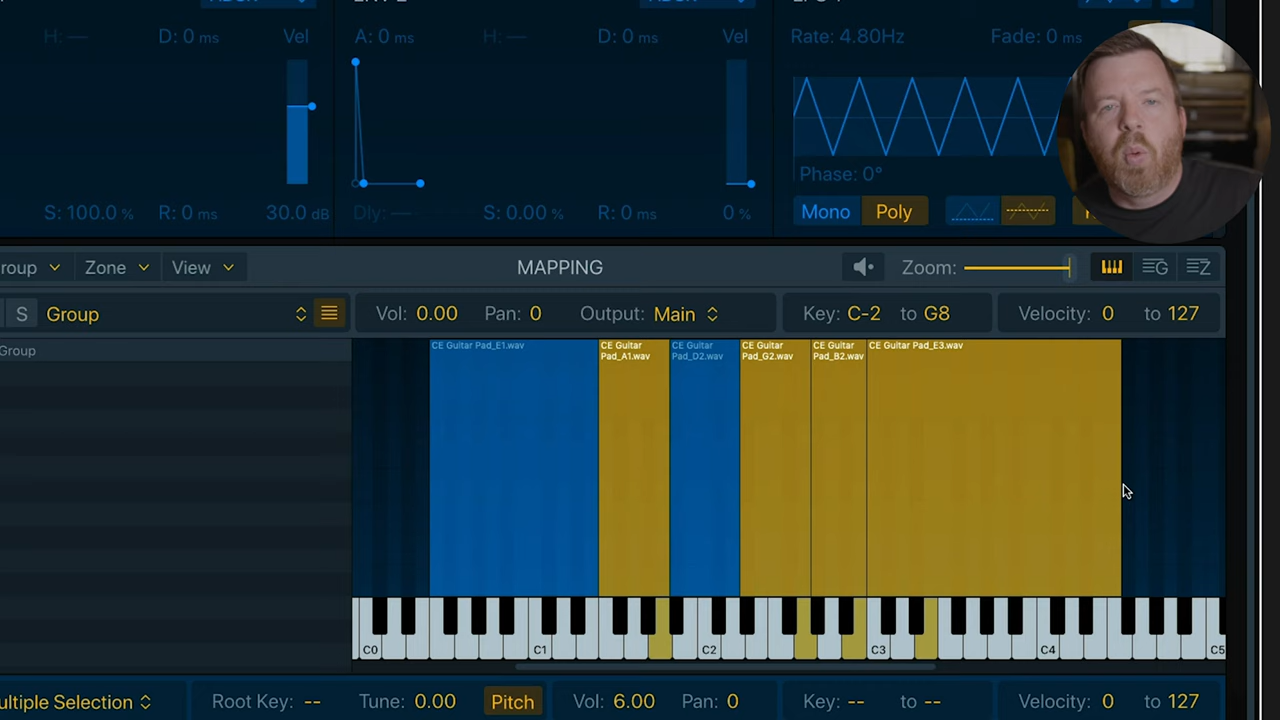 H: — D: 0 ms Vel
A: 0 ms H: — D: 0 ms Vel
Rate: 4.80Hz Fade: 0 ms
Phase: 0°
S: 100.0 % R: 0 ms 30.0 dB
Dly: — S: 0.00 % R: 0 ms 0 %
Mono Poly
roup Zone View MAPPING Zoom: G Z
S Group Vol: 0.00 Pan: 0 Output: Main Key: C-2 to G8 Velocity: 0 to 127
Group
CE Guitar Pad_E1.wav
CE Guitar
Pad_A1.wav
CE Guitar
Pad_D2.wav
CE Guitar
Pad_G2.wav
CE Guitar
Pad_B2.wav
CE Guitar Pad_E3.wav
C0 C1 C2 C3 C4 C5
ultiple Selection Root Key: -- Tune: 0.00 Pitch Vol: 6.00 Pan: 0 Key: -- to -- Velocity: 0 to 127